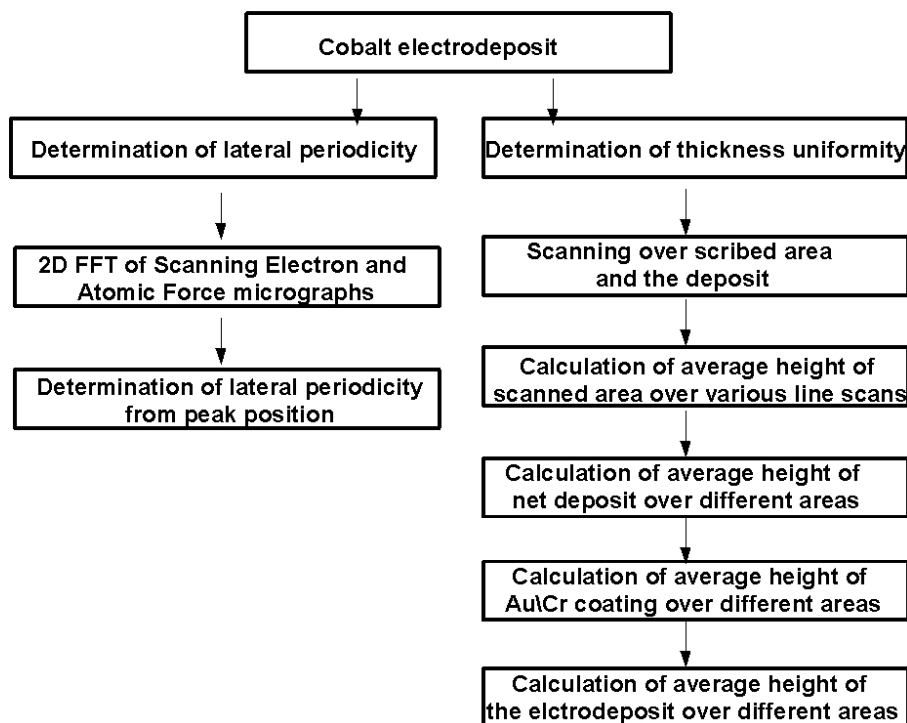 Cobalt electrodeposit
Determination of lateral periodicity
2D FFT of Scanning Electron and
Atomic Force micrographs
Determination of lateral periodicity
from peak position
Determination of thickness uniformity
Scanning over scribed area
and the deposit
Calculation of average height of
scanned area over various line scans
Calculation of average height of
net deposit over different areas
Calculation of average height of
Au\Cr coating over different areas
Calculation of average height of
the elctrodeposit over different areas